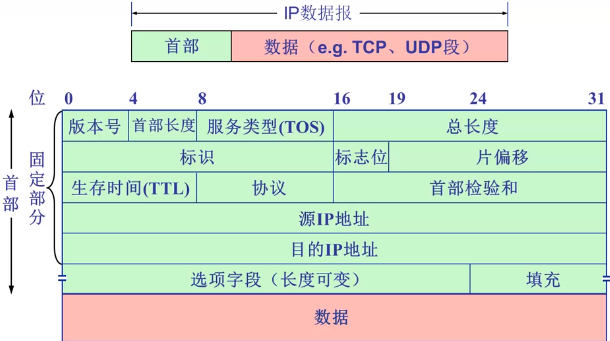 IP数据报
首部 数据（e.g. TCP、UDP段）
位 0 4 8 16 19 24 31
版本号 首部长度 服务类型(TOS) 总长度
标识 标志位 片偏移
生存时间(TTL) 协议 首部检验和
源IP地址
目的IP地址
选项字段（长度可变） 填充
数据
首部
固定部分